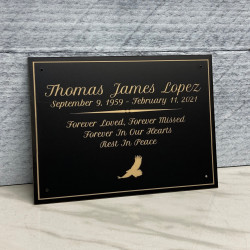 Thomas James Lopez
September 9, 1959 - February 11, 2021
Forever Loved, Forever Missed
Forever In Our Hearts
Rest In Peace